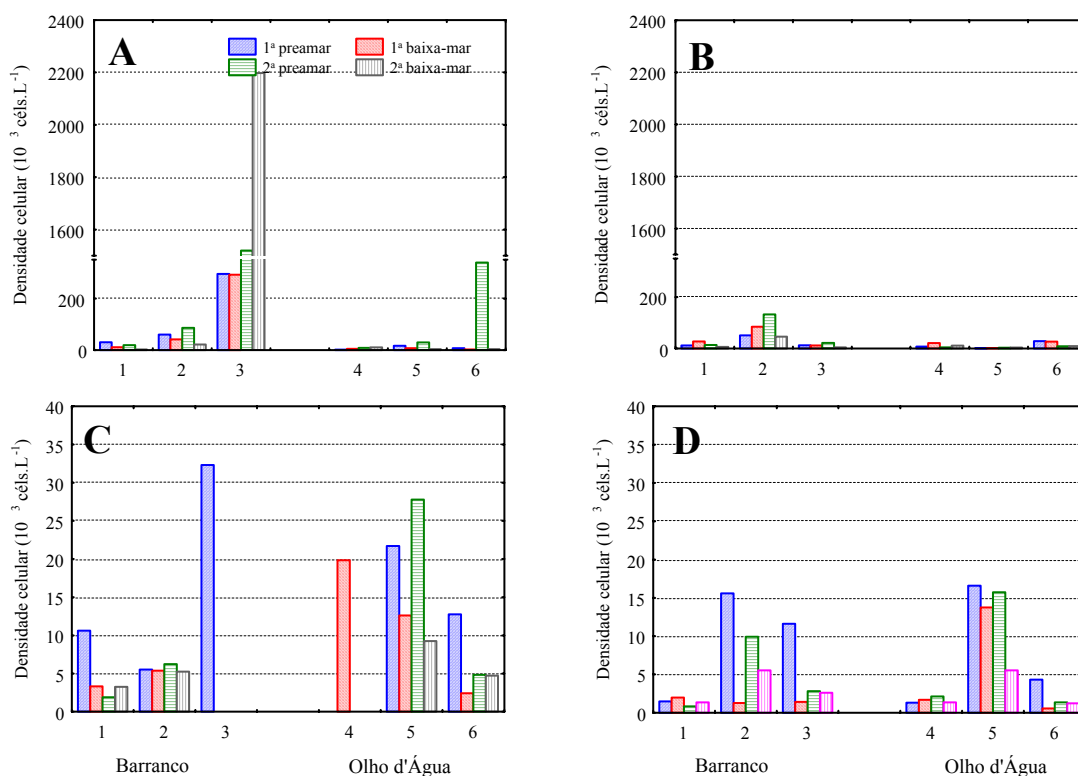 A
1ª preamar
1ª baixa-mar
2ª preamar
2ª baixa-mar
Densidade celular (10 3 céls.L-1)
2400
2200
2000
1800
1600
200
0
1 2 3 4 5 6
B
Densidade celular (10 3 céls.L-1)
2400
2200
2000
1800
1600
200
0
1 2 3 4 5 6
C
Densidade celular (10 3 céls.L-1)
40
35
30
25
20
15
10
5
0
1 2 3 4 5 6
Barranco Olho d'Água
D
Densidade celular (10 3 céls.L-1)
40
35
30
25
20
15
10
5
0
1 2 3 4 5 6
Barranco Olho d'Água